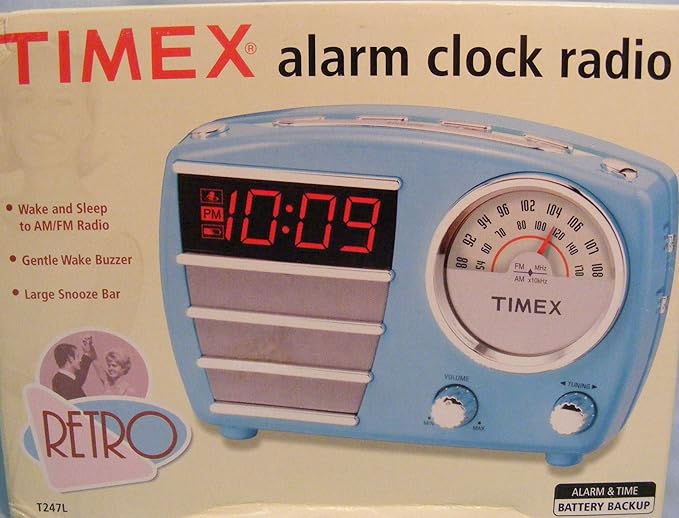 TIMEX® alarm clock radio
• Wake and Sleep
to AM/FM Radio
• Gentle Wake Buzzer
• Large Snooze Bar
PM
10:09
88 92 94 96 102 104 106 107 108
54 60 70 80 100 120 140 170
FM MHz
AM x10kHz
TIMEX
VOLUME
MIN MAX
◄ TUNING ►
RETRO
T247L
ALARM & TIME
BATTERY BACKUP